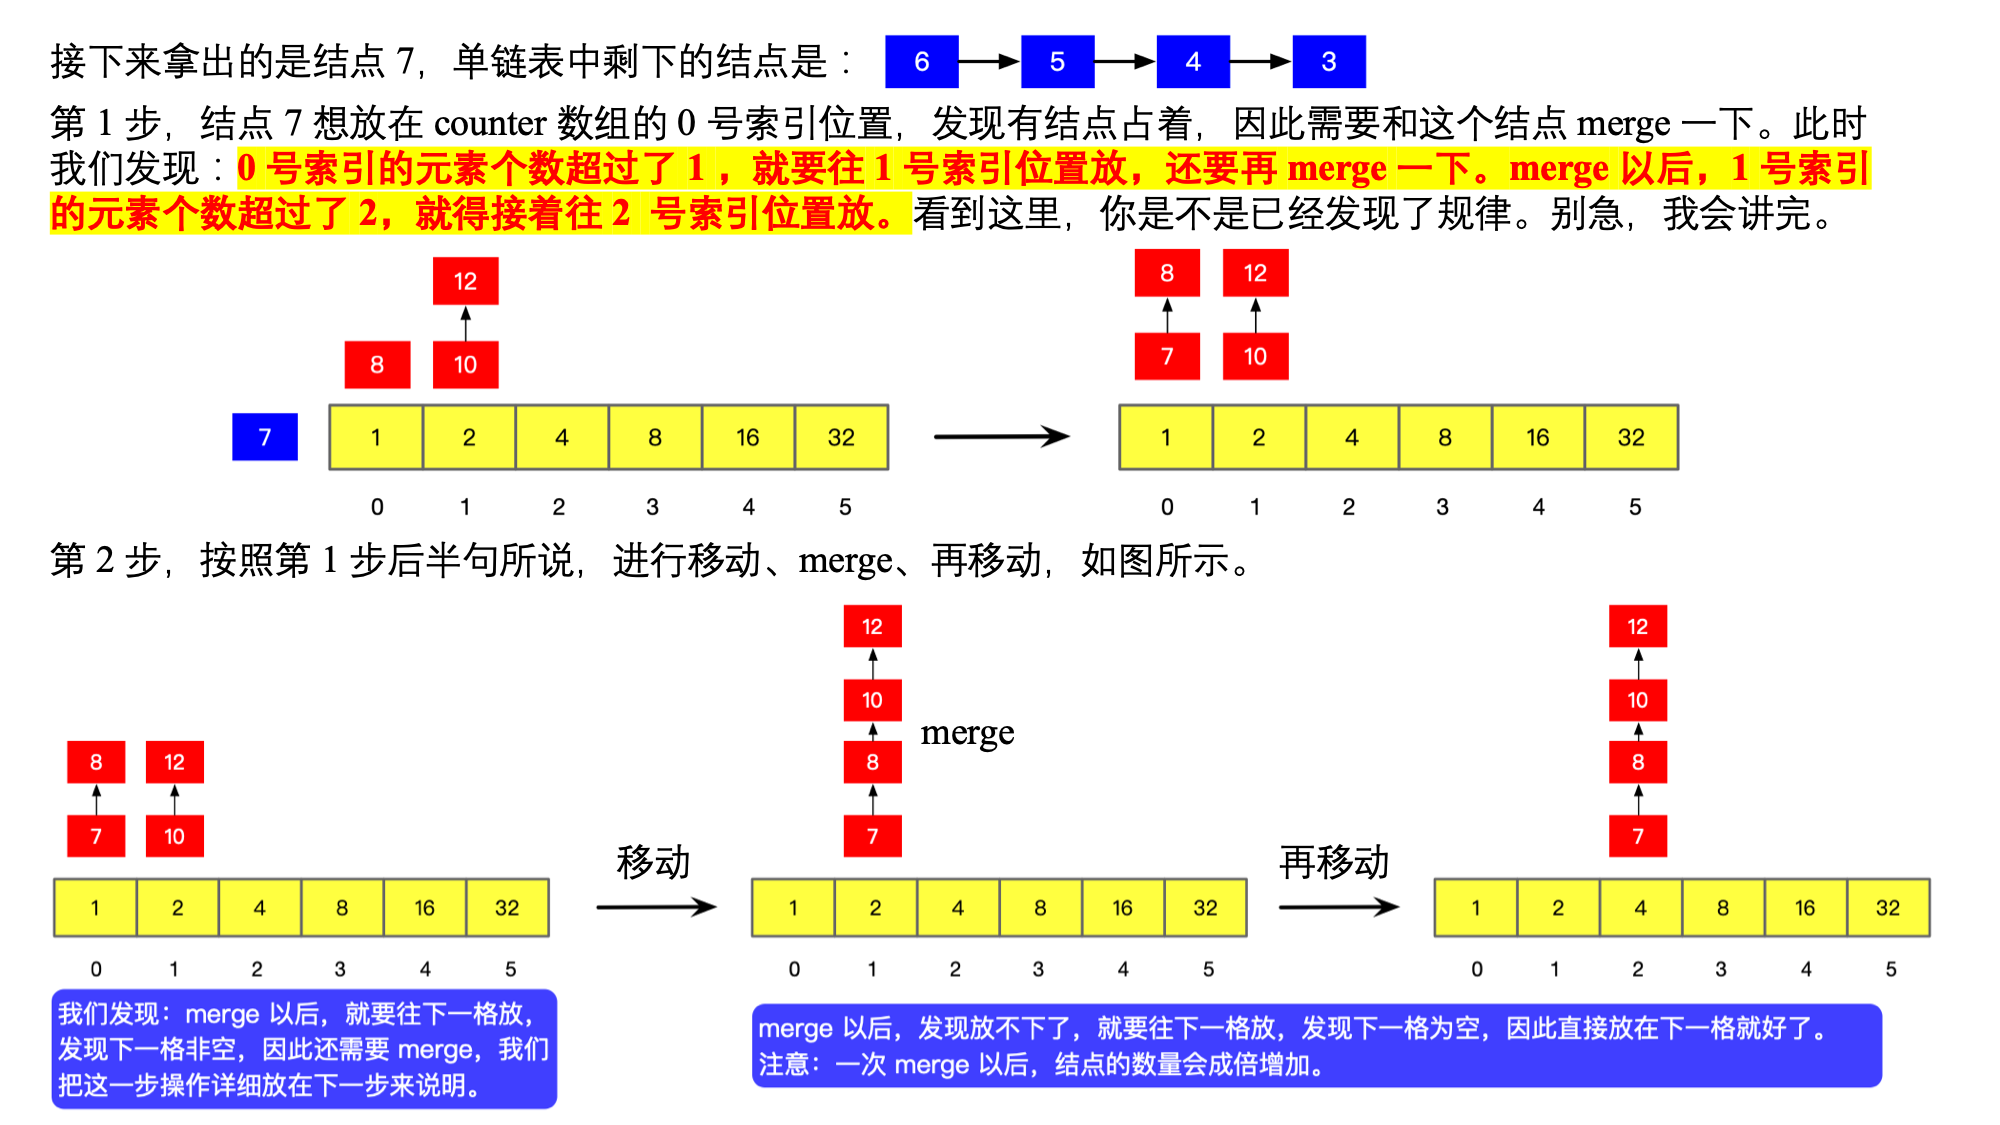 接下来拿出的是结点 7，单链表中剩下的结点是： 6 5 4 3
第 1 步，结点 7 想放在 counter 数组的 0 号索引位置，发现有结点占着，因此需要和这个结点 merge 一下。此时
我们发现：0 号索引的元素个数超过了 1 ，就要往 1 号索引位置放，还要再 merge 一下。merge 以后，1 号索引
的元素个数超过了 2，就得接着往 2 号索引位置放。看到这里，你是不是已经发现了规律。别急，我会讲完。
12
8 10
7 1 2 4 8 16 32
0 1 2 3 4 5
8 12
7 10
1 2 4 8 16 32
0 1 2 3 4 5
第 2 步，按照第 1 步后半句所说，进行移动、merge、再移动，如图所示。
8 12
7 10
1 2 4 8 16 32
0 1 2 3 4 5
我们发现：merge 以后，就要往下一格放，
发现下一格非空，因此还需要 merge，我们
把这一步操作详细放在下一步来说明。
移动
12
10
merge
8
7
1 2 4 8 16 32
0 1 2 3 4 5
再移动
12
10
8
7
1 2 4 8 16 32
0 1 2 3 4 5
merge 以后，发现放不下了，就要往下一格放，发现下一格为空，因此直接放在下一格就好了。
注意：一次 merge 以后，结点的数量会成倍增加。